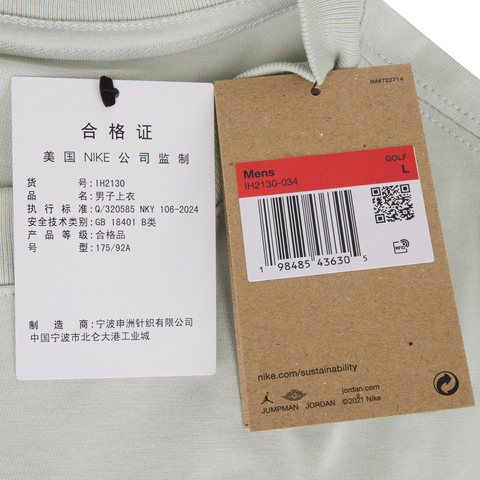 合格证
美国 NIKE 公司监制
货号:IH2130
品名:男子上衣
执行标准:Q/320585 NKY 106-2024
安全技术类别:GB 18401 B类
产品等级:合格品
号型:175/92A
制造商:宁波申洲针织有限公司
中国宁波市北仑大港工业城
IM#722714
GOLF
Mens L
IH2130-034
1 98485 43630 5
RFID
nike.com/sustainability
jordan.com
JUMPMAN JORDAN ©2021 Nike